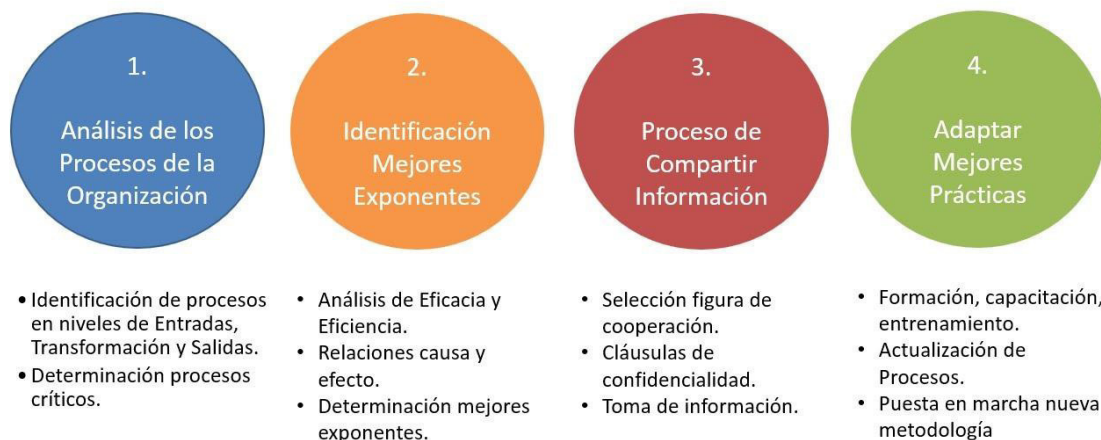 1.
Análisis de los
Procesos de la
Organización
2.
Identificación
Mejores
Exponentes
3.
Proceso de
Compartir
Información
4.
Adaptar
Mejores
Prácticas
• Identificación de procesos
en niveles de Entradas,
Transformación y Salidas.
• Determinación procesos
críticos.
• Análisis de Eficacia y
Eficiencia.
• Relaciones causa y
efecto.
• Determinación mejores
exponentes.
• Selección figura de
cooperación.
• Cláusulas de
confidencialidad.
• Toma de información.
• Formación, capacitación,
entrenamiento.
• Actualización de
Procesos.
• Puesta en marcha nueva
metodología